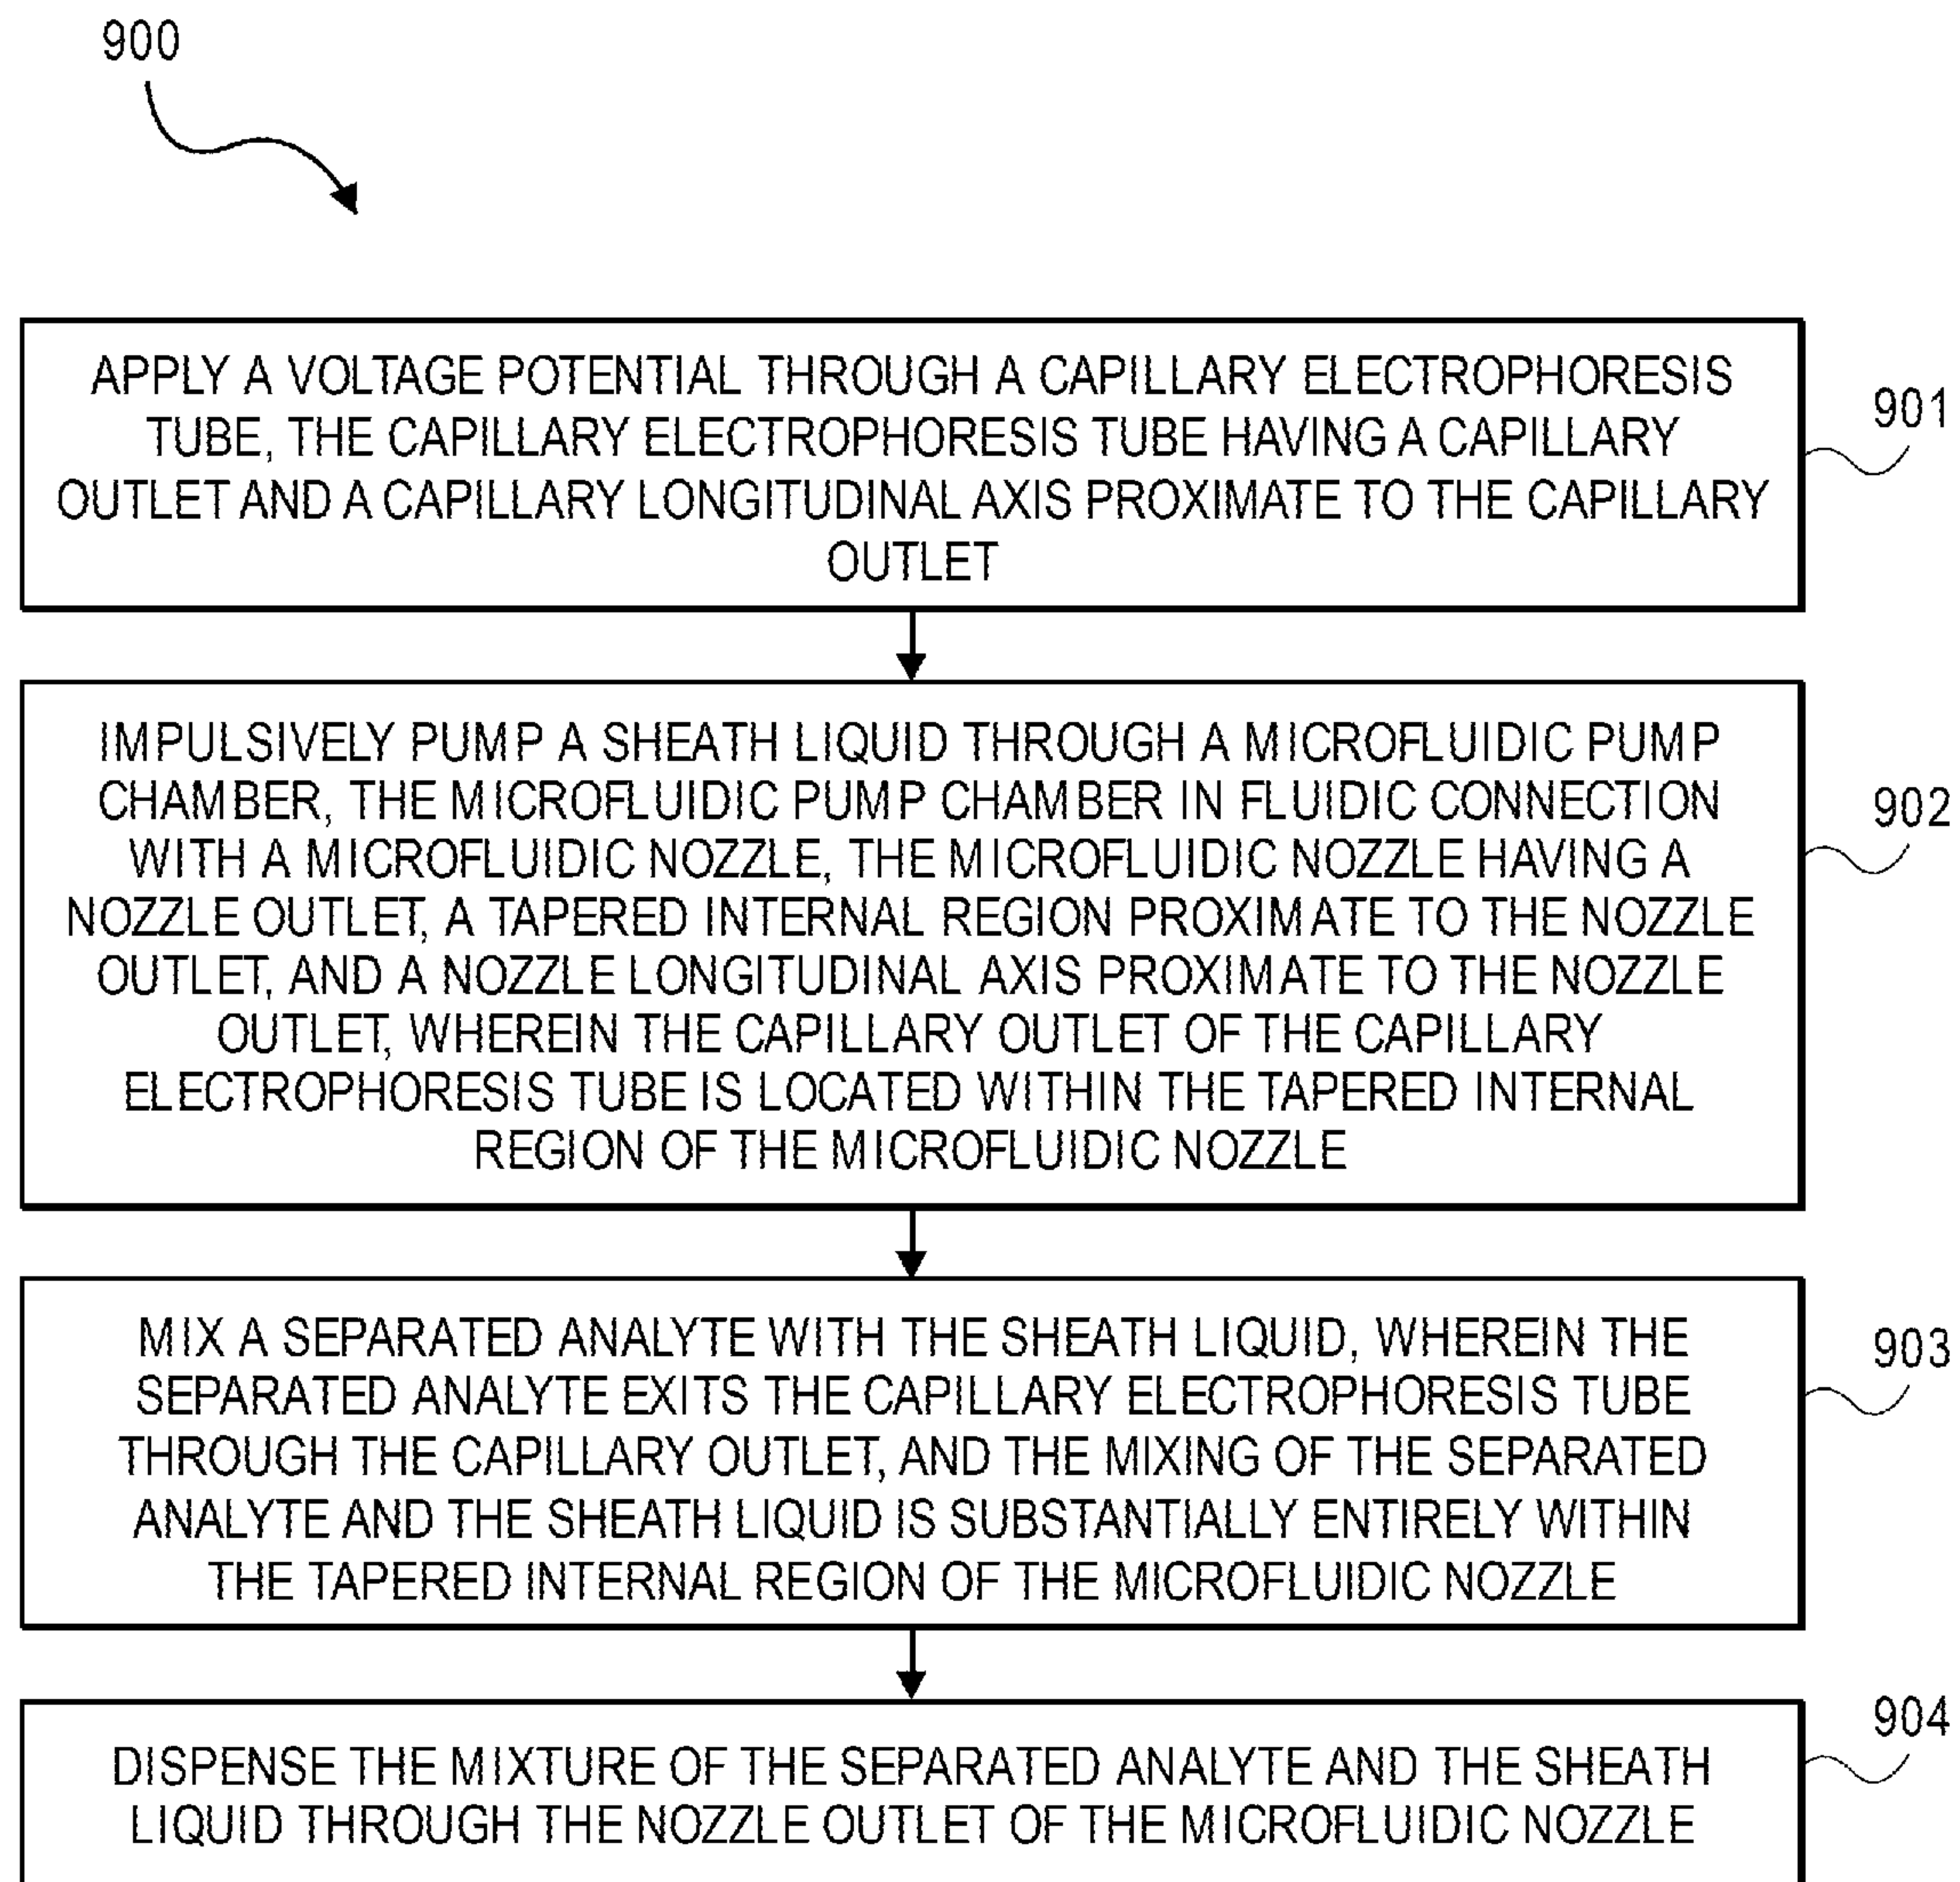 900
APPLY A VOLTAGE POTENTIAL THROUGH A CAPILLARY ELECTROPHORESIS
TUBE, THE CAPILLARY ELECTROPHORESIS TUBE HAVING A CAPILLARY
OUTLET AND A CAPILLARY LONGITUDINAL AXIS PROXIMATE TO THE CAPILLARY
OUTLET
901
IMPULSIVELY PUMP A SHEATH LIQUID THROUGH A MICROFLUIDIC PUMP
CHAMBER, THE MICROFLUIDIC PUMP CHAMBER IN FLUIDIC CONNECTION
WITH A MICROFLUIDIC NOZZLE, THE MICROFLUIDIC NOZZLE HAVING A
NOZZLE OUTLET, A TAPERED INTERNAL REGION PROXIMATE TO THE NOZZLE
OUTLET, AND A NOZZLE LONGITUDINAL AXIS PROXIMATE TO THE NOZZLE
OUTLET, WHEREIN THE CAPILLARY OUTLET OF THE CAPILLARY
ELECTROPHORESIS TUBE IS LOCATED WITHIN THE TAPERED INTERNAL
REGION OF THE MICROFLUIDIC NOZZLE
902
MIX A SEPARATED ANALYTE WITH THE SHEATH LIQUID, WHEREIN THE
SEPARATED ANALYTE EXITS THE CAPILLARY ELECTROPHORESIS TUBE
THROUGH THE CAPILLARY OUTLET, AND THE MIXING OF THE SEPARATED
ANALYTE AND THE SHEATH LIQUID IS SUBSTANTIALLY ENTIRELY WITHIN
THE TAPERED INTERNAL REGION OF THE MICROFLUIDIC NOZZLE
903
DISPENSE THE MIXTURE OF THE SEPARATED ANALYTE AND THE SHEATH
LIQUID THROUGH THE NOZZLE OUTLET OF THE MICROFLUIDIC NOZZLE
904